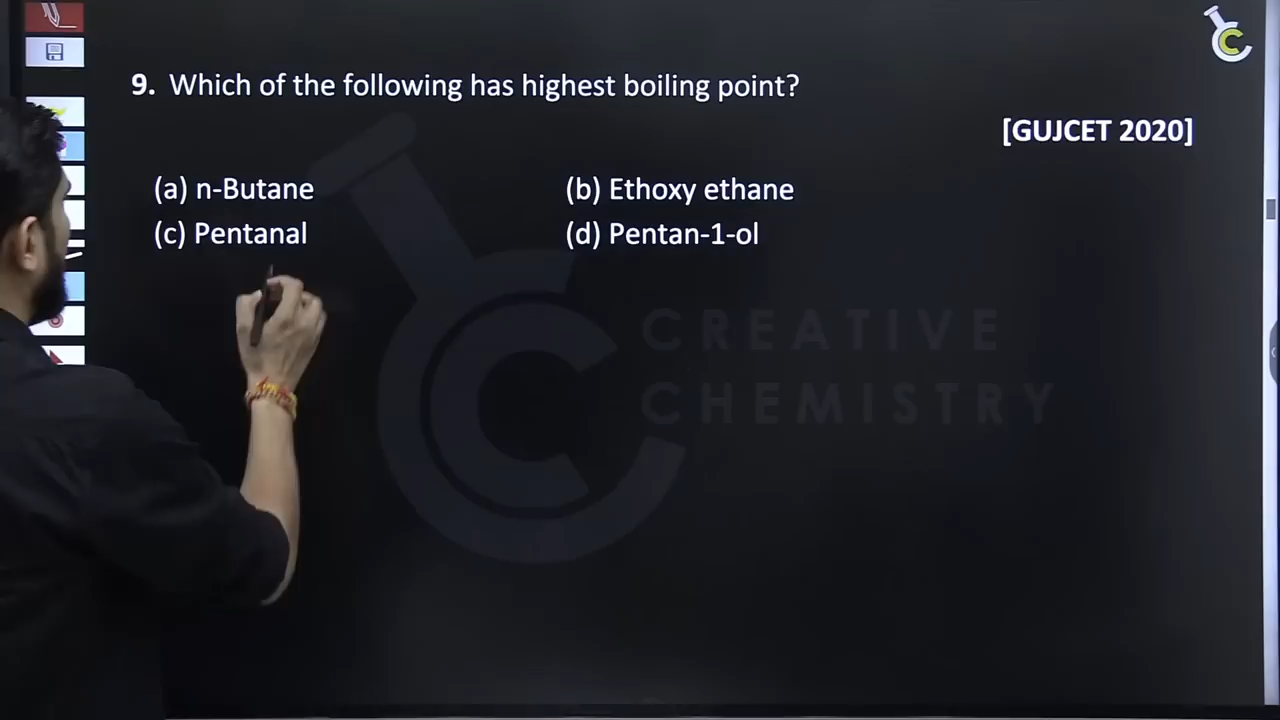 9. Which of the following has highest boiling point?
[GUJCET 2020]
(a) n-Butane (b) Ethoxy ethane
(c) Pentanal (d) Pentan-1-ol
CREATIVE
CHEMISTRY